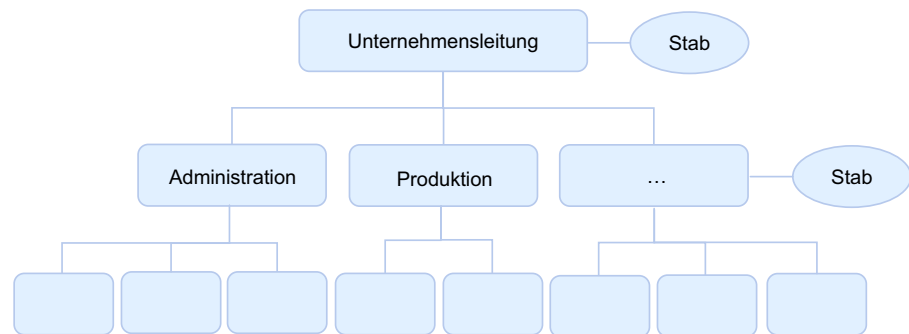 Unternehmensleitung
Stab
Administration
Produktion
...
Stab